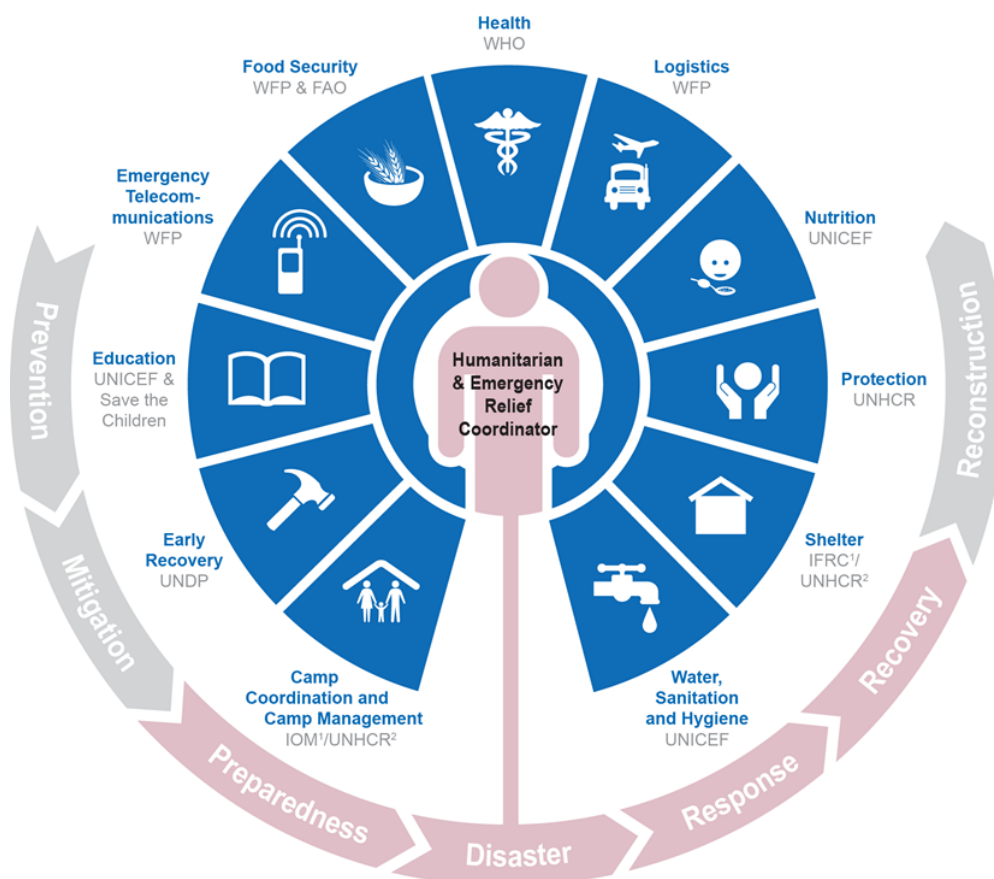 Health
WHO
Food Security
WFP & FAO
Logistics
WFP
Emergency
Telecom-
munications
WFP
Nutrition
UNICEF
Education
UNICEF &
Save the
Children
Humanitarian
& Emergency
Relief
Coordinator
Protection
UNHCR
Early
Recovery
UNDP
Shelter
IFRC¹/
UNHCR²
Camp
Coordination and
Camp Management
IOM¹/UNHCR²
Water,
Sanitation
and Hygiene
UNICEF
Prevention
Mitigation
Preparedness
Disaster
Response
Recovery
Reconstruction